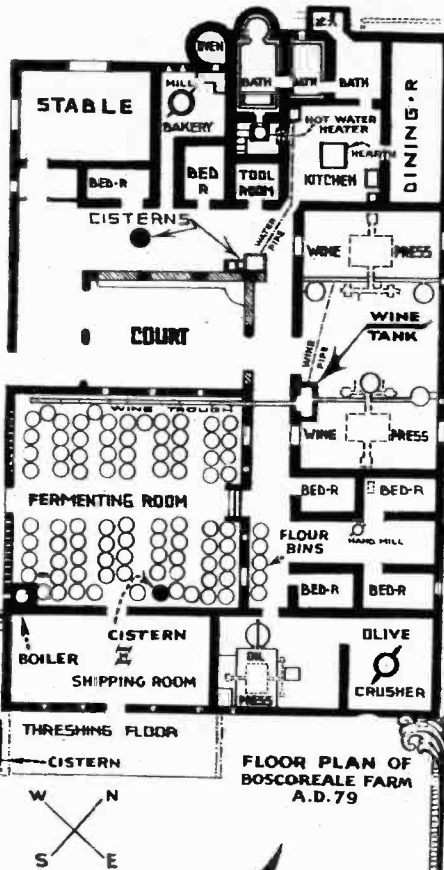 OVEN
MILL
BAKERY
STABLE
BATH
BATH
BATH
HOT WATER
HEATER
HEARTH
KITCHEN
DINING-R
BED-R
BED
R
TOOL
ROOM
CISTERNS
WATER
PIPE
WINE
PRESS
COURT
WINE
TANK
WINE
PIPE
WINE TROUGH
WINE
PRESS
FERMENTING ROOM
BED-R
BED-R
FLOUR
BINS
HAND MILL
BED-R
BED-R
BOILER
CISTERN
SHIPPING ROOM
OIL
PRESS
OLIVE
CRUSHER
THRESHING FLOOR
CISTERN
FLOOR PLAN OF
BOSCOREALE FARM
A.D.79
W
N
S
E